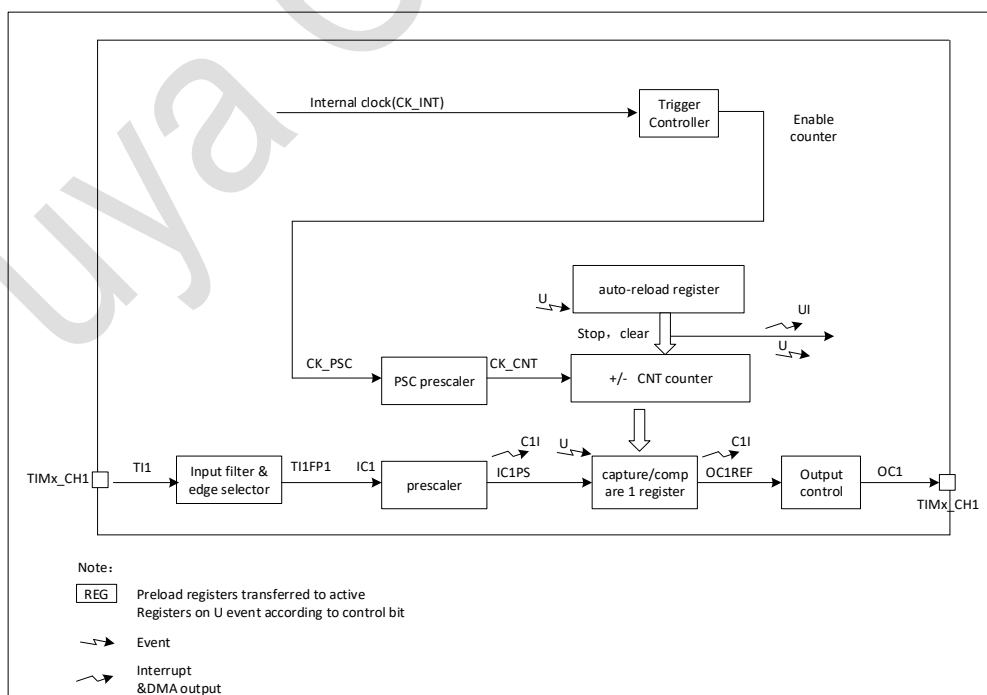 uya
Internal clock(CK_INT)
Trigger
Controller
Enable
counter
U
auto-reload register
Stop，clear
UI
U
CK_PSC
PSC prescaler
CK_CNT
+/- CNT counter
C1I
U
C1I
TIMx_CH1
TI1
Input filter &
edge selector
TI1FP1
IC1
prescaler
IC1PS
capture/comp
are 1 register
OC1REF
Output
control
OC1
TIMx_CH1
Note：
REG
Preload registers transferred to active
Registers on U event according to control bit
Event
Interrupt
&DMA output